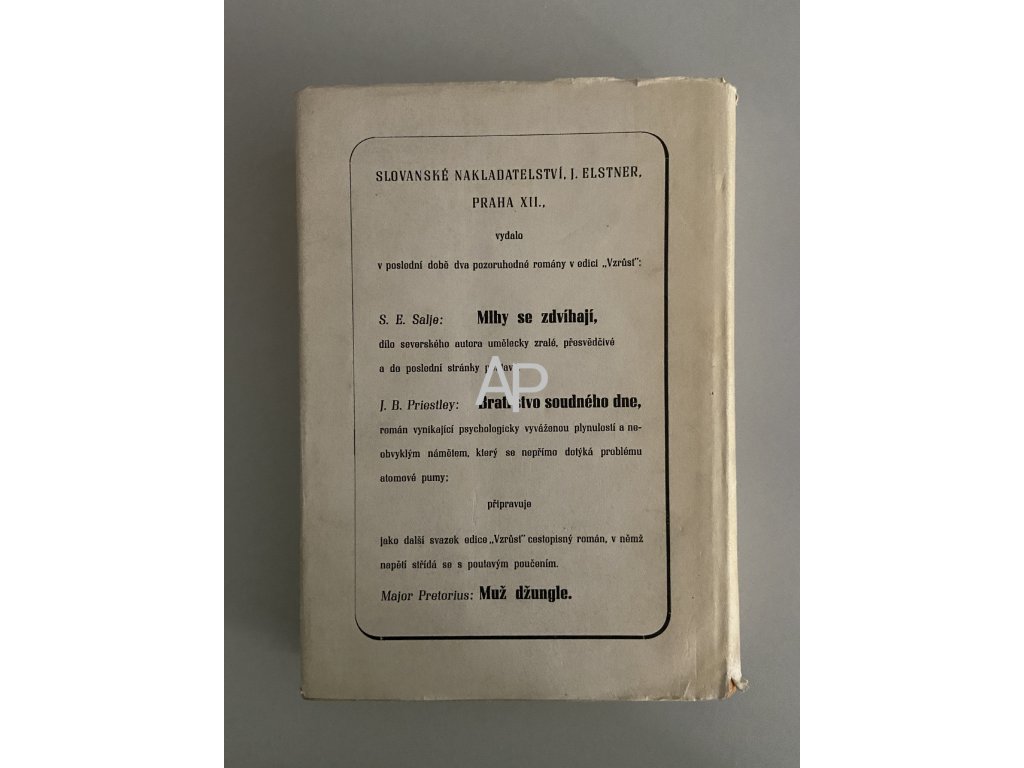 SLOVANSKÉ NAKLADATELSTVÍ, J. ELSTNER,
PRAHA XII.,
vydalo
v poslední době dva pozoruhodné romány v edici „Vzrůst":
S. E. Salje: Mlhy se zdvíhají,
dílo severského autora umělecky zralé, přesvědčivé
a do poslední stránky
AP
J. B. Priestley: Bratrstvo soudného dne,
román vynikající psychologicky vyváženou plynulostí a ne-
obvyklým námětem, který se nepřímo dotýká problému
atomové pumy;
připravuje
jako další svazek edice „Vzrůst" cestopisný román, v němž
napětí střídá se s poutavým poučením.
Major Pretorius: Muž džungle.